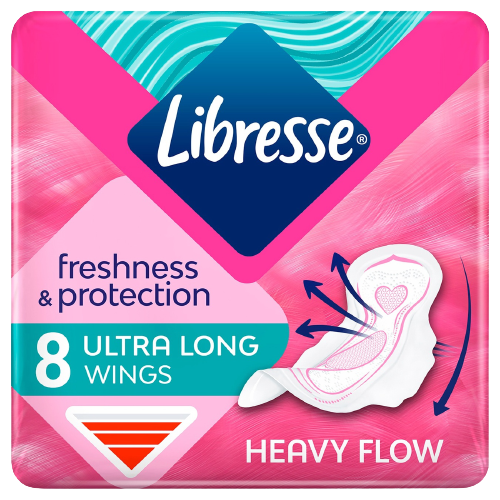 Libresse®
freshness
& protection
8 ULTRA LONG
WINGS
HEAVY FLOW